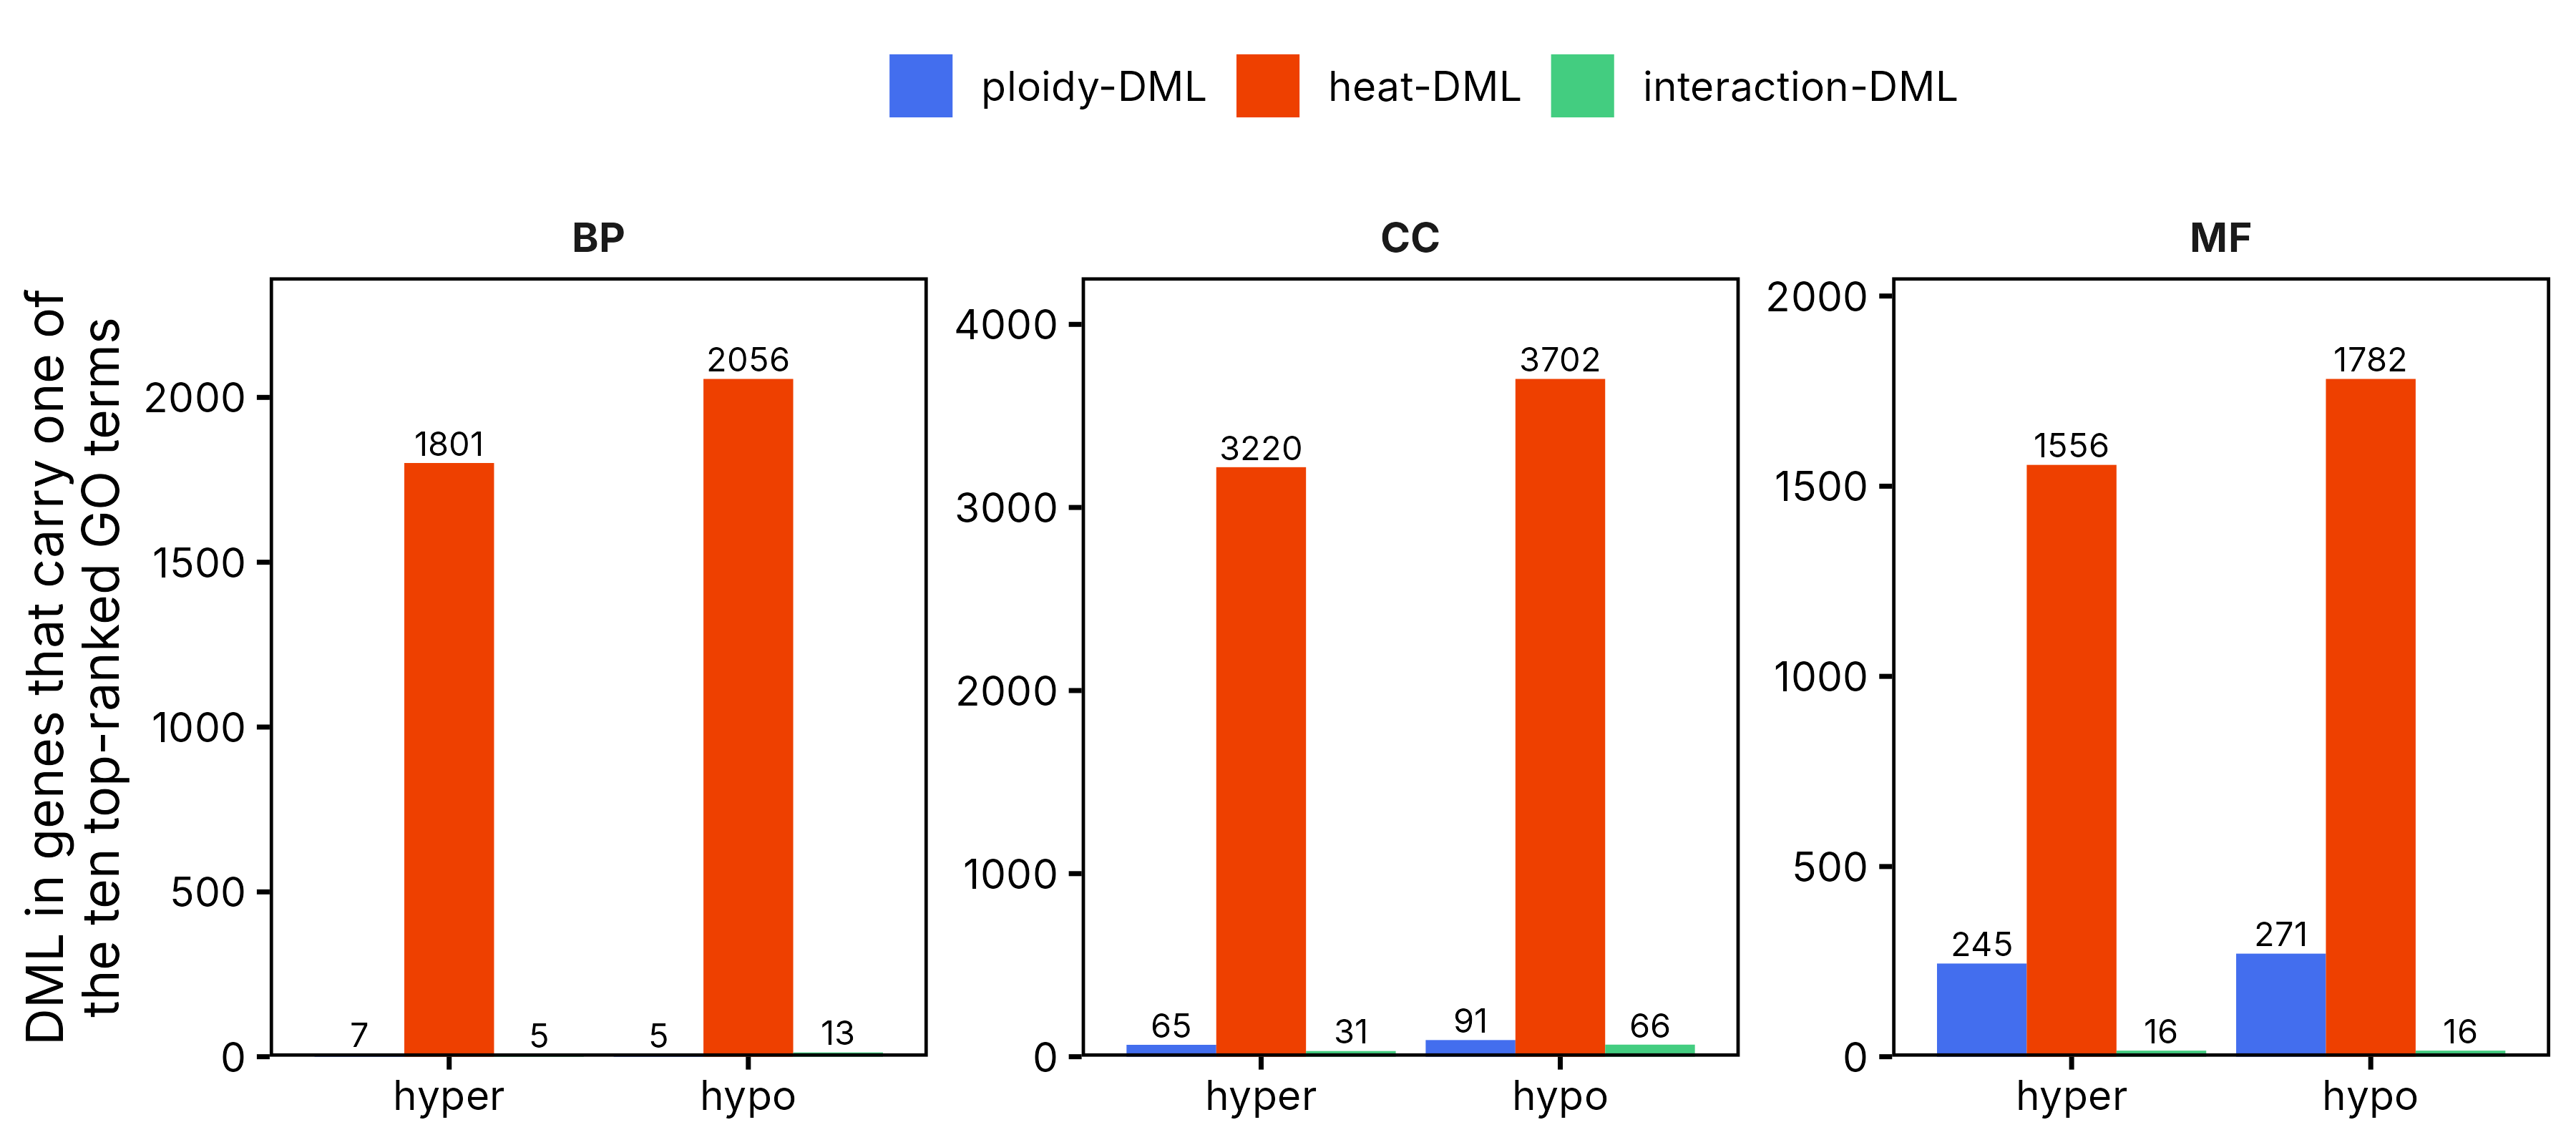 ploidy-DML heat-DML interaction-DML
DML in genes that carry one of
the ten top-ranked GO terms
BP
2000
1500
1000
500
0
1801
2056
7
5
5
13
hyper
hypo
CC
4000
3000
2000
1000
0
3220
3702
65
31
91
66
hyper
hypo
MF
2000
1500
1000
500
0
1556
1782
245
16
271
16
hyper
hypo